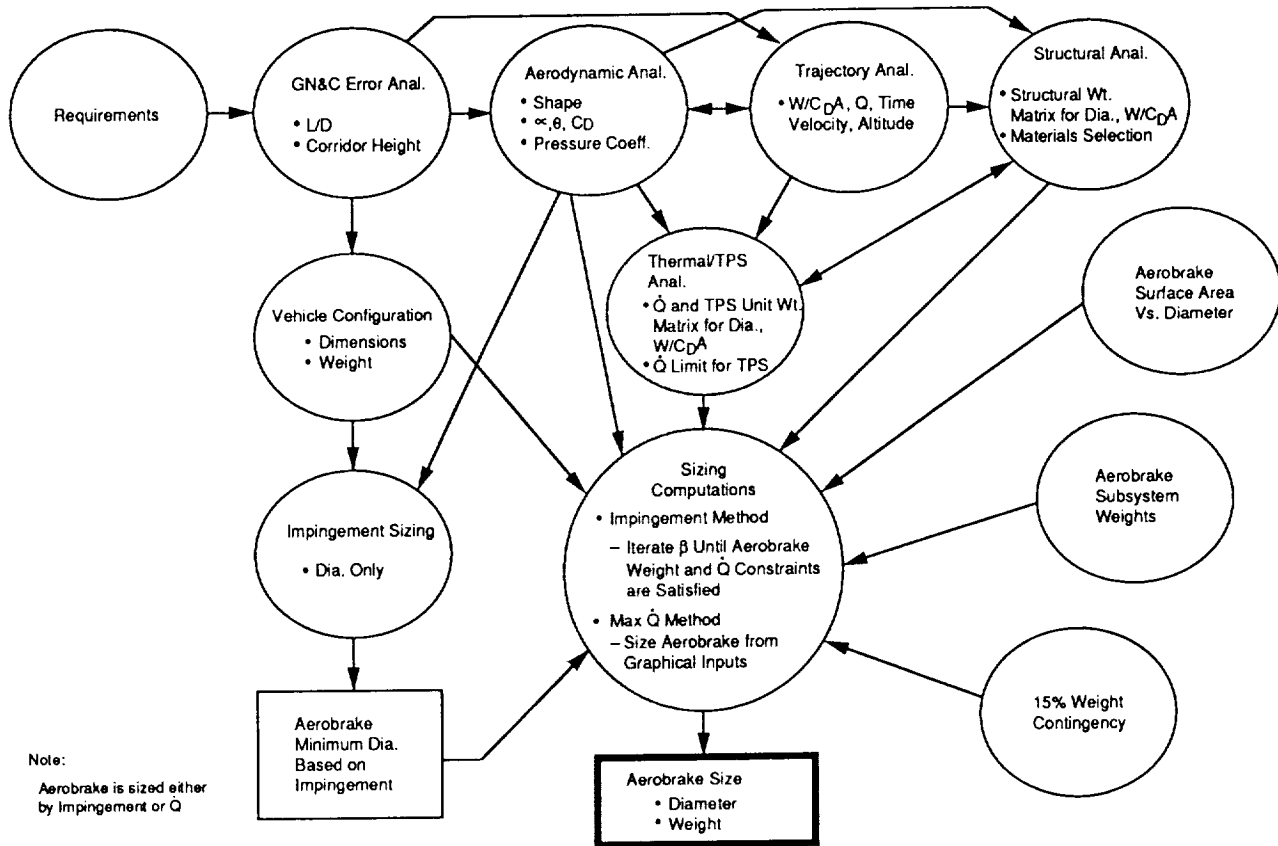 Requirements
GN&C Error Anal.
• L/D
• Corridor Height
Aerodynamic Anal.
• Shape
• ∝,θ, CD
• Pressure Coeff.
Trajectory Anal.
• W/CDA, Q, Time
Velocity, Altitude
Structural Anal.
• Structural Wt.
Matrix for Dia., W/CDA
• Materials Selection
Vehicle Configuration
• Dimensions
• Weight
Thermal/TPS
Anal.
• Q̇ and TPS Unit Wt.
Matrix for Dia.,
W/CDA
• Q̇ Limit for TPS
Aerobrake
Surface Area
Vs. Diameter
Impingement Sizing
• Dia. Only
Sizing
Computations
• Impingement Method
– Iterate β Until Aerobrake
Weight and Q̇ Constraints
are Satisfied
• Max Q̇ Method
– Size Aerobrake from
Graphical Inputs
Aerobrake
Subsystem
Weights
15% Weight
Contingency
Aerobrake
Minimum Dia.
Based on
Impingement
Aerobrake Size
• Diameter
• Weight
Note:
Aerobrake is sized either
by Impingement or Q̇